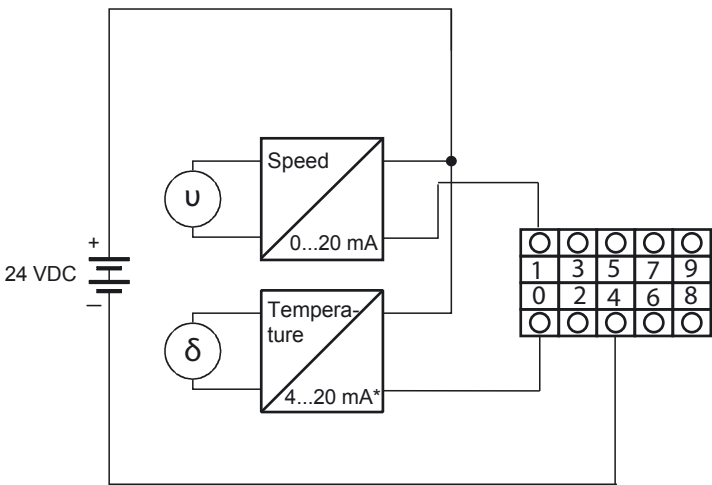 Speed
υ
0...20 mA
+
24 VDC
–
1 3 5 7 9
0 2 4 6 8
Tempera-
ture
δ
4...20 mA*